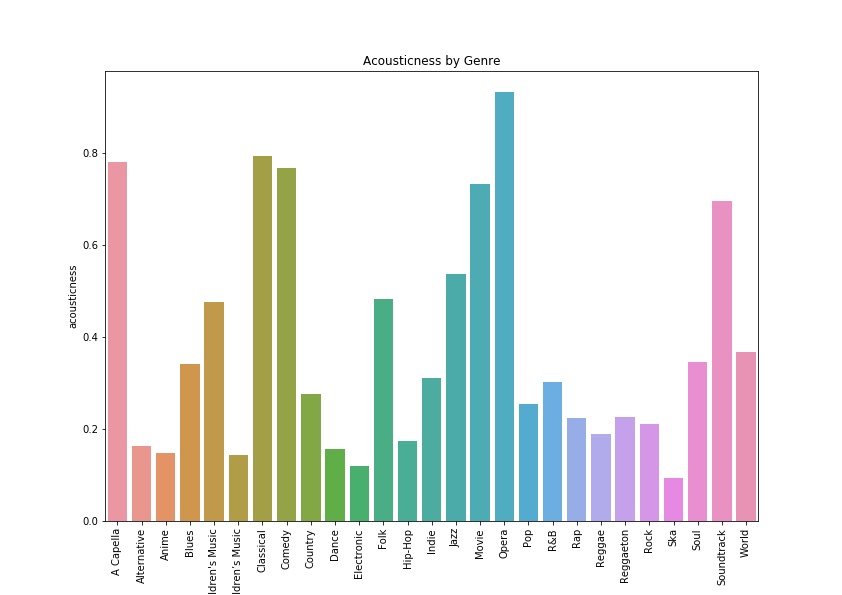 Acousticness by Genre
acousticness
0.8
0.6
0.4
0.2
0.0
A Capella
Alternative
Anime
Blues
ldren's Music
ldren’s Music
Classical
Comedy
Country
Dance
Electronic
Folk
Hip-Hop
Indie
Jazz
Movie
Opera
Pop
R&B
Rap
Reggae
Reggaeton
Rock
Ska
Soul
Soundtrack
World